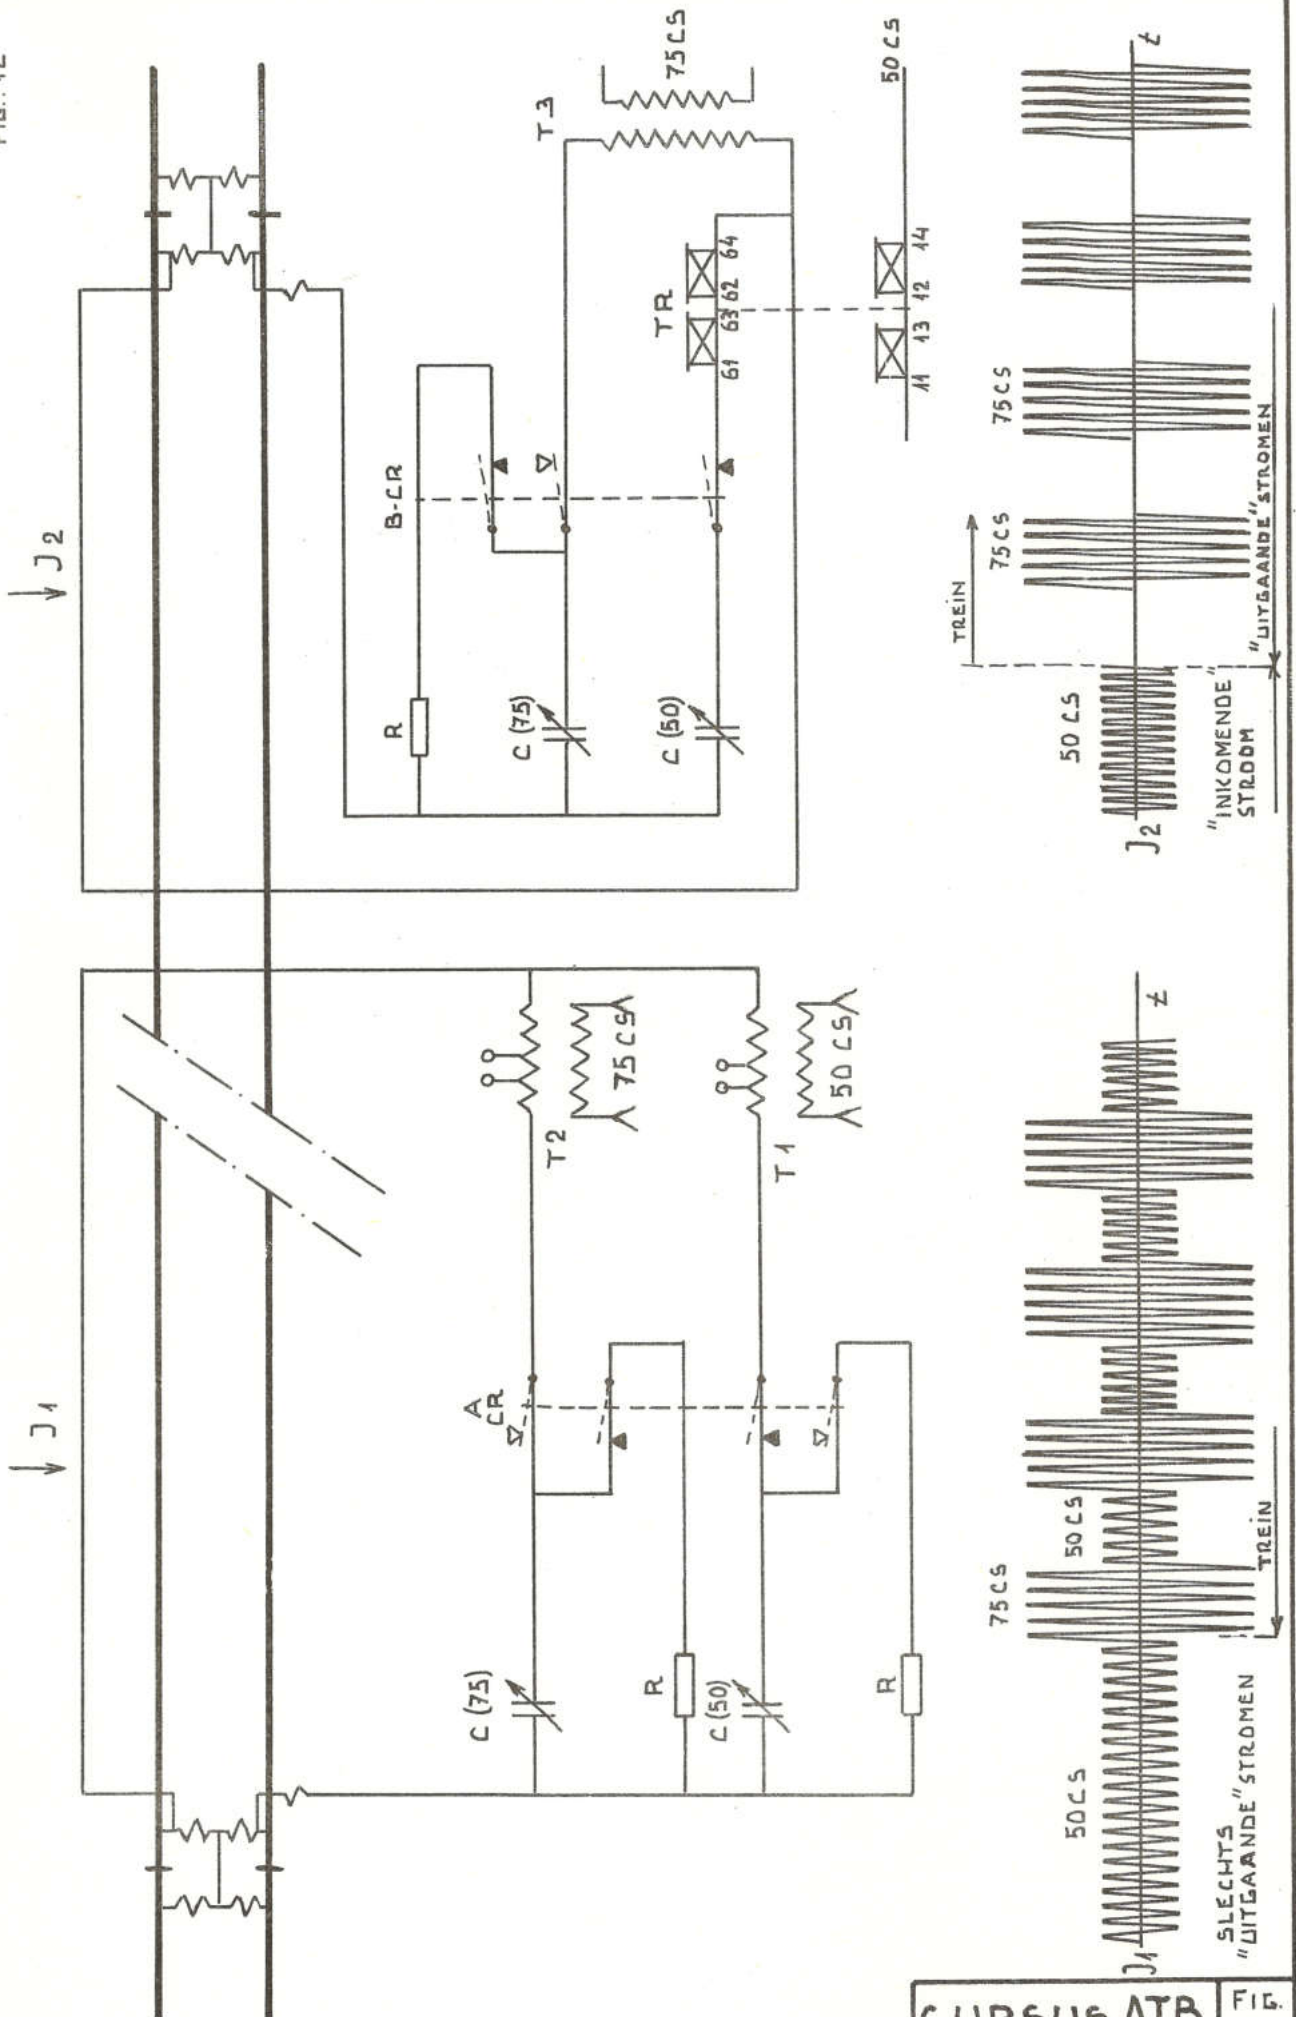 J1
J2
A
CR
C (75)
R
C (50)
R
T2
75 CS
T1
50 CS
B-CR
R
C (75)
C (50)
TR
61 63 62 64
T3
75 CS
50 CS
11 13 12 14
J1
50 CS
75 CS
50 CS
SLECHTS
"UITGAANDE" STROMEN
TREIN
t
J2
50 CS
TREIN
75 CS
75 CS
"INKOMENDE"
STROOM
"UITGAANDE" STROMEN
t
CURSUS ATB
FIG.